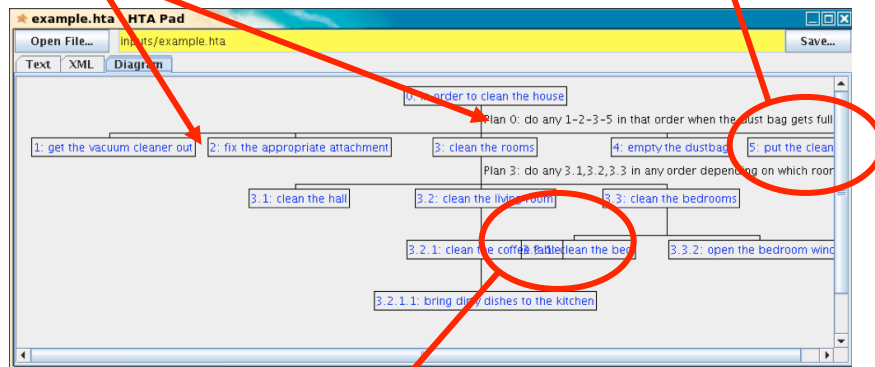 example.hta HTA Pad
Open File... inputs/example.hta Save...
Text XML Diagram
0: in order to clean the house
Plan 0: do any 1-2-3-5 in that order when the dust bag gets full
1: get the vacuum cleaner out 2: fix the appropriate attachment 3: clean the rooms 4: empty the dustbag 5: put the clean
Plan 3: do any 3.1,3.2,3.3 in any order depending on which roor
3.1: clean the hall 3.2: clean the living room 3.3: clean the bedrooms
3.2.1: clean the coffee table clean the bed 3.3.2: open the bedroom winc
3.2.1.1: bring dirty dishes to the kitchen